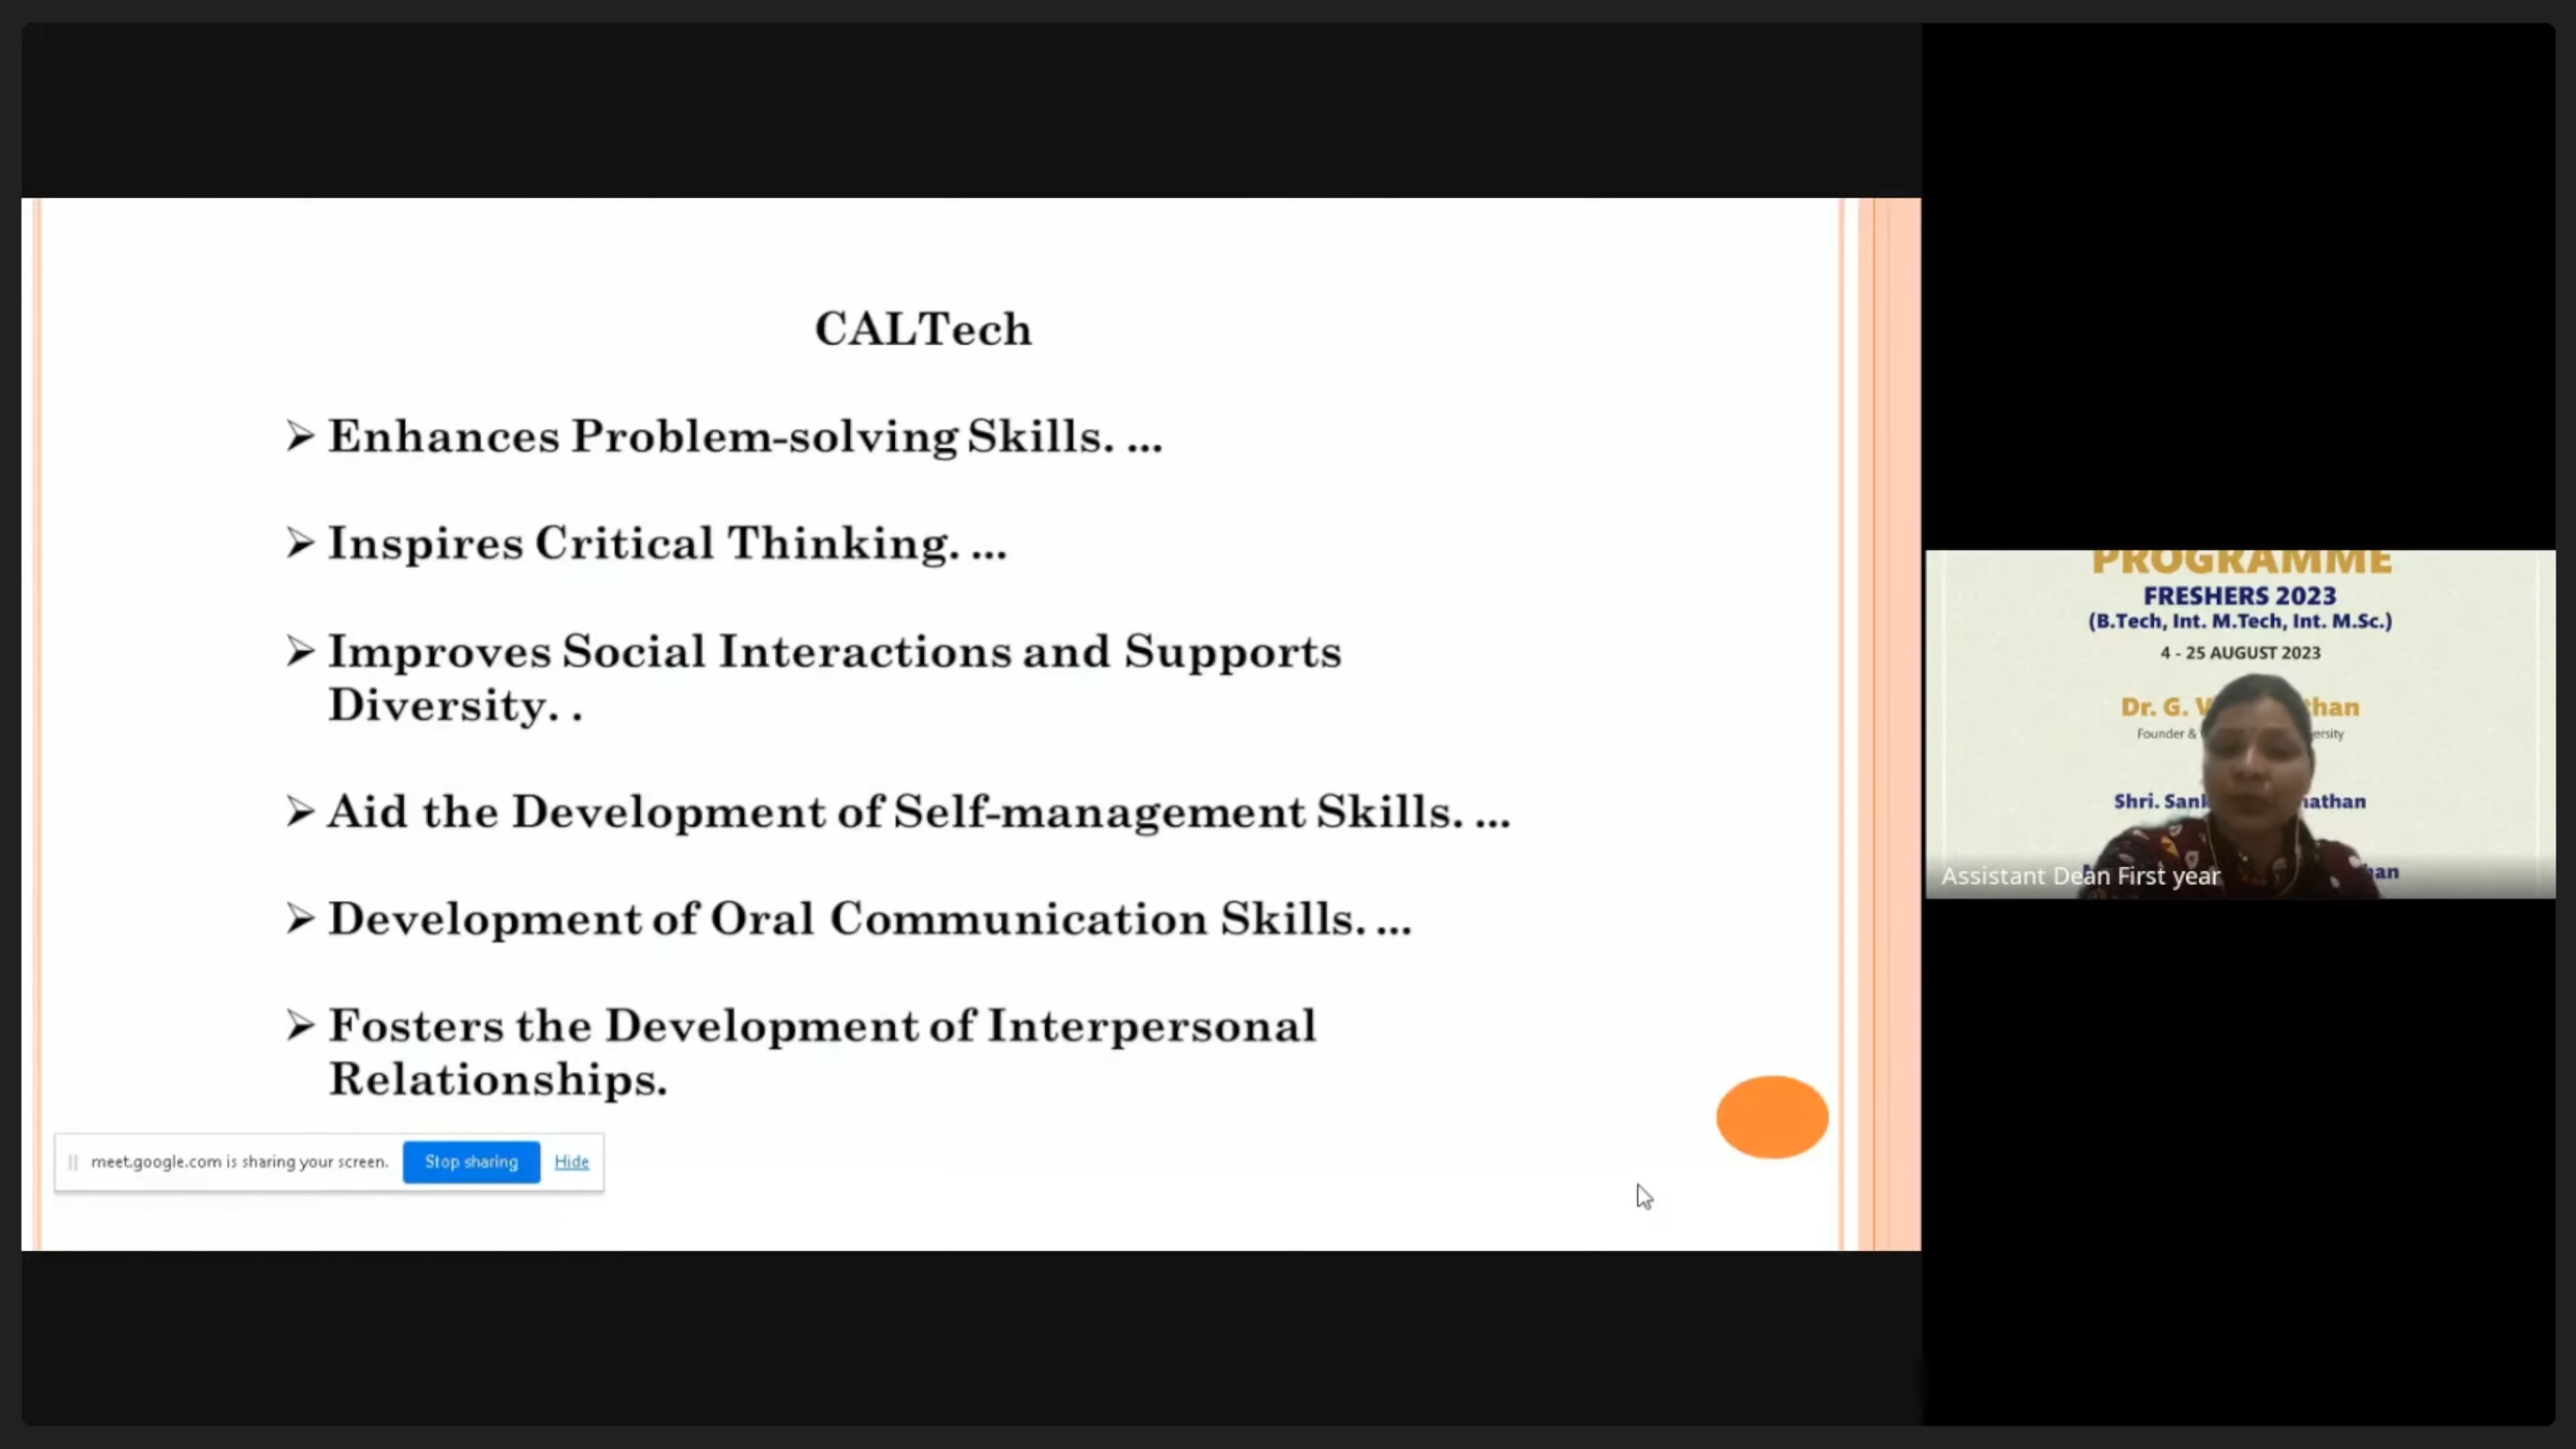 CALTech
➢ Enhances Problem-solving Skills. ...
➢ Inspires Critical Thinking. ...
➢ Improves Social Interactions and Supports
Diversity. .
➢ Aid the Development of Self-management Skills. ...
➢ Development of Oral Communication Skills. ...
➢ Fosters the Development of Interpersonal
Relationships.
meet.google.com is sharing your screen. Stop sharing Hide
PROGRAMME
FRESHERS 2023
(B.Tech, Int. M.Tech, Int. M.Sc.)
4 - 25 AUGUST 2023
Dr. G.
Founder &
Shri.
Assistant Dean First year